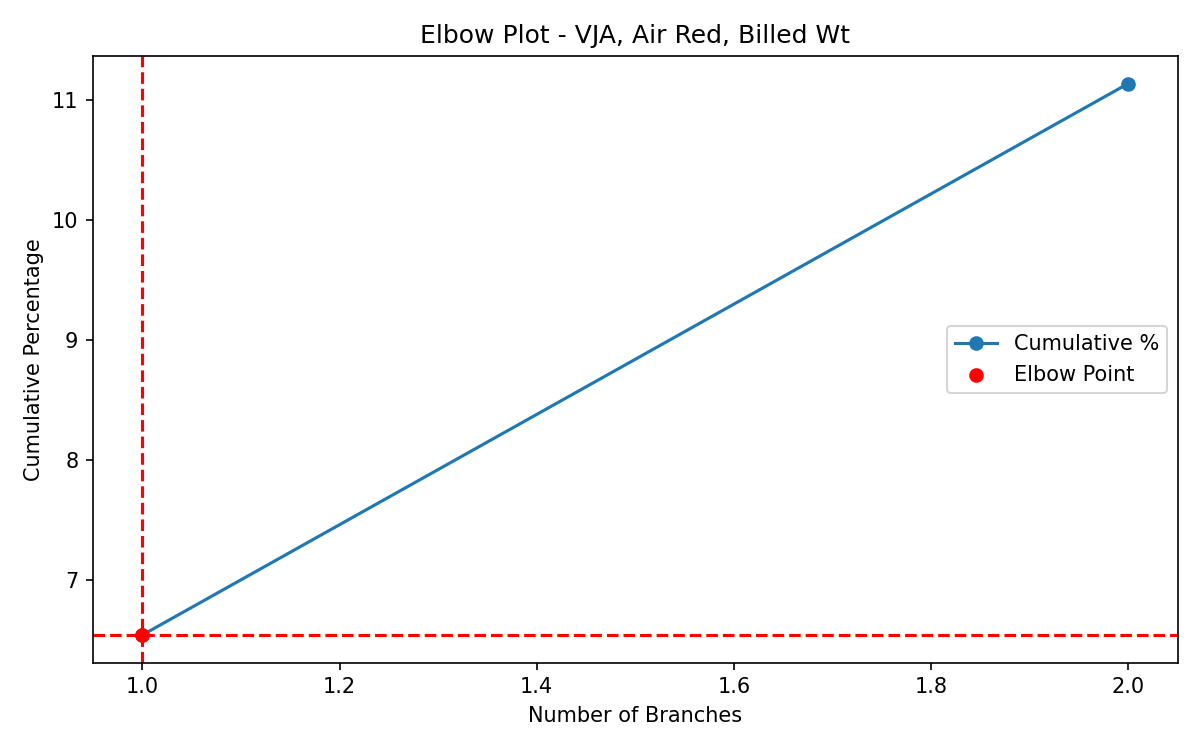 Elbow Plot - VJA, Air Red, Billed Wt
Cumulative Percentage
11
10
9
8
7
Cumulative %
Elbow Point
1.0 1.2 1.4 1.6 1.8 2.0
Number of Branches